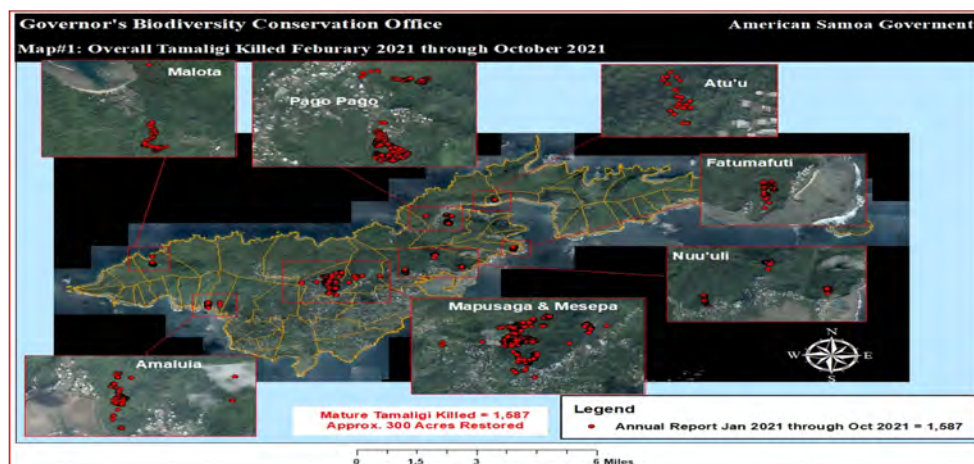 Governor's Biodiversity Conservation Office
American Samoa Goverment
Map#1: Overall Tamaligi Killed Feburary 2021 through October 2021
Malota
Pago Pago
Atu'u
Fatumafuti
Nuu'uli
Mapusaga & Mesepa
Amaluia
N
W E
S
Mature Tamaligi Killed = 1,587
Approx. 300 Acres Restored
Legend
Annual Report Jan 2021 through Oct 2021 = 1,587
0 1.5 3 6 Miles